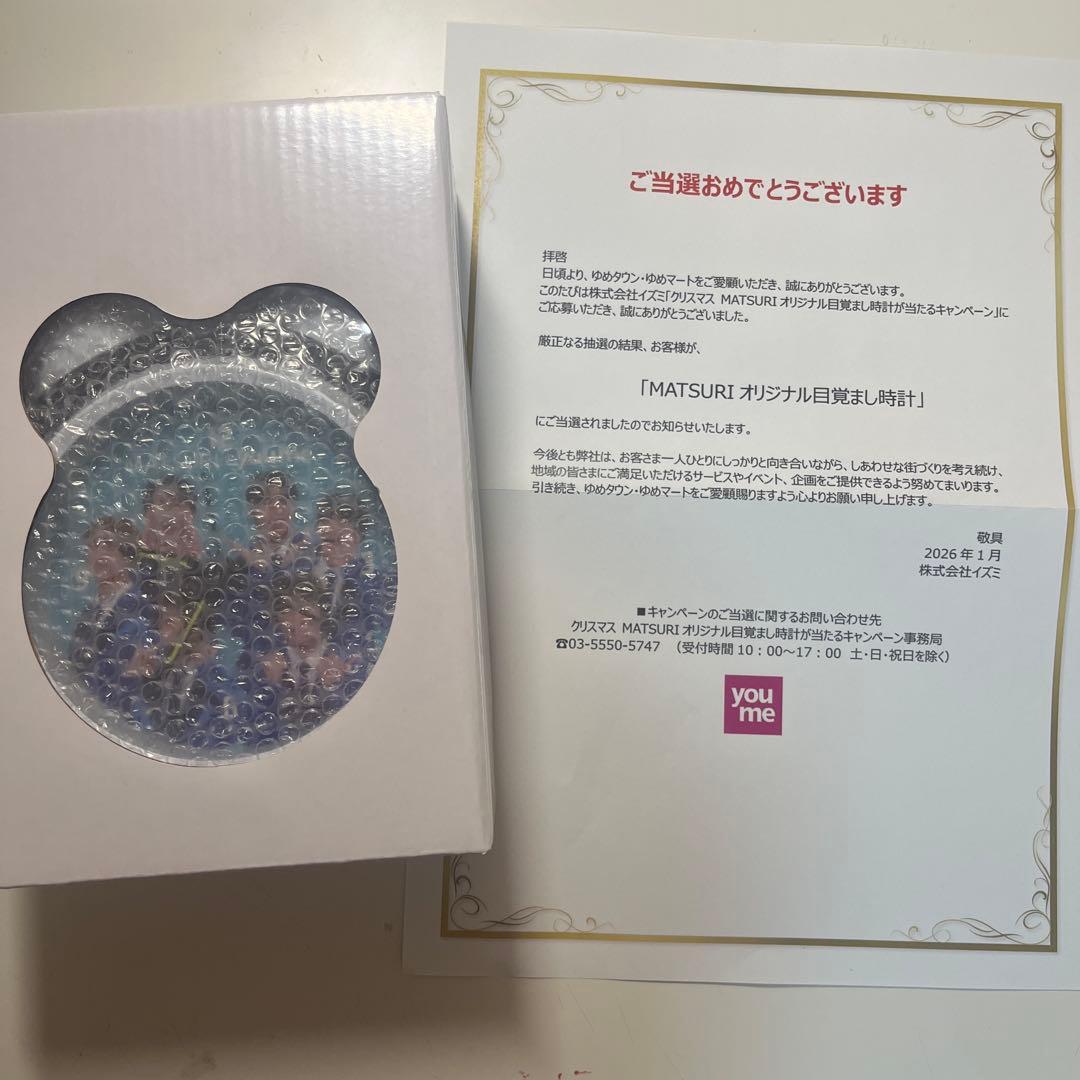 ご当選おめでとうございます
拝啓
日頃より、ゆめタウン・ゆめマートをご愛顧いただき、誠にありがとうございます。
このたびは株式会社イズミ「クリスマス MATSURI オリジナル目覚まし時計が当たるキャンペーン」に
ご応募いただき、誠にありがとうございました。
厳正なる抽選の結果、お客様が、
「MATSURI オリジナル目覚まし時計」
にご当選されましたのでお知らせいたします。
今後とも弊社は、お客さま一人ひとりにしっかりと向き合いながら、しあわせな街づくりを考え続け、
地域の皆さまにご満足いただけるサービスやイベント、企画をご提供できるよう努めてまいります。
引き続き、ゆめタウン・ゆめマートをご愛顧賜りますよう心よりお願い申し上げます。
敬具
2026 年 1 月
株式会社イズミ
■キャンペーンのご当選に関するお問い合わせ先
クリスマス MATSURI オリジナル目覚まし時計が当たるキャンペーン事務局
☎03-5550-5747 （受付時間 10：00～17：00 土・日・祝日を除く）
you
me